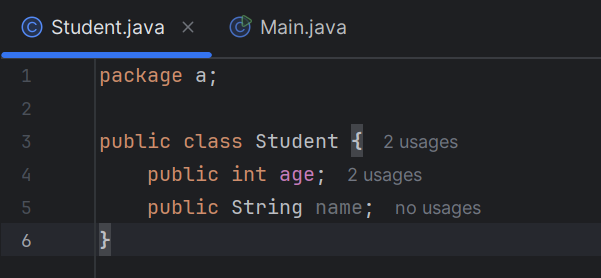 Student.java Main.java
1 package a;
2
3 public class Student { 2 usages
4 public int age; 2 usages
5 public String name; no usages
6 }